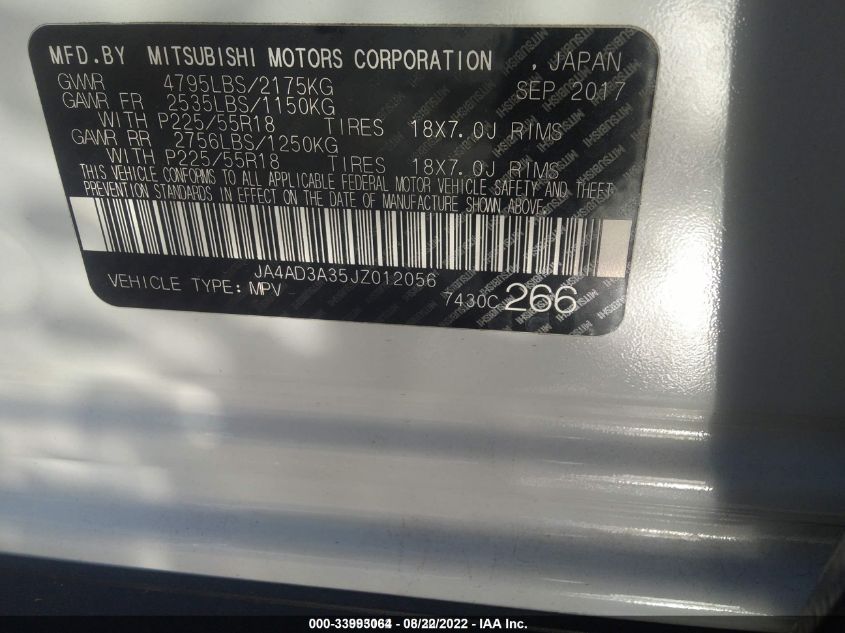 MFD.BY MITSUBISHI MOTORS CORPORATION , JAPAN
GVWR 4795LBS/2175KG SEP 2017
GAWR FR 2535LBS/1150KG
WITH P225/55R18 TIRES 18X7.0J RIMS
GAWR RR 2756LBS/1250KG
WITH P225/55R18 TIRES 18X7.0J RIMS
THIS VEHICLE CONFORMS TO ALL APPLICABLE FEDERAL MOTOR VEHICLE SAFETY AND THEFT
PREVENTION STANDARDS IN EFFECT ON THE DATE OF MANUFACTURE SHOWN ABOVE.
JA4AD3A35JZ012056
VEHICLE TYPE: MPV 7430C 266
000-33993064 08/22/2022 - IAA Inc.